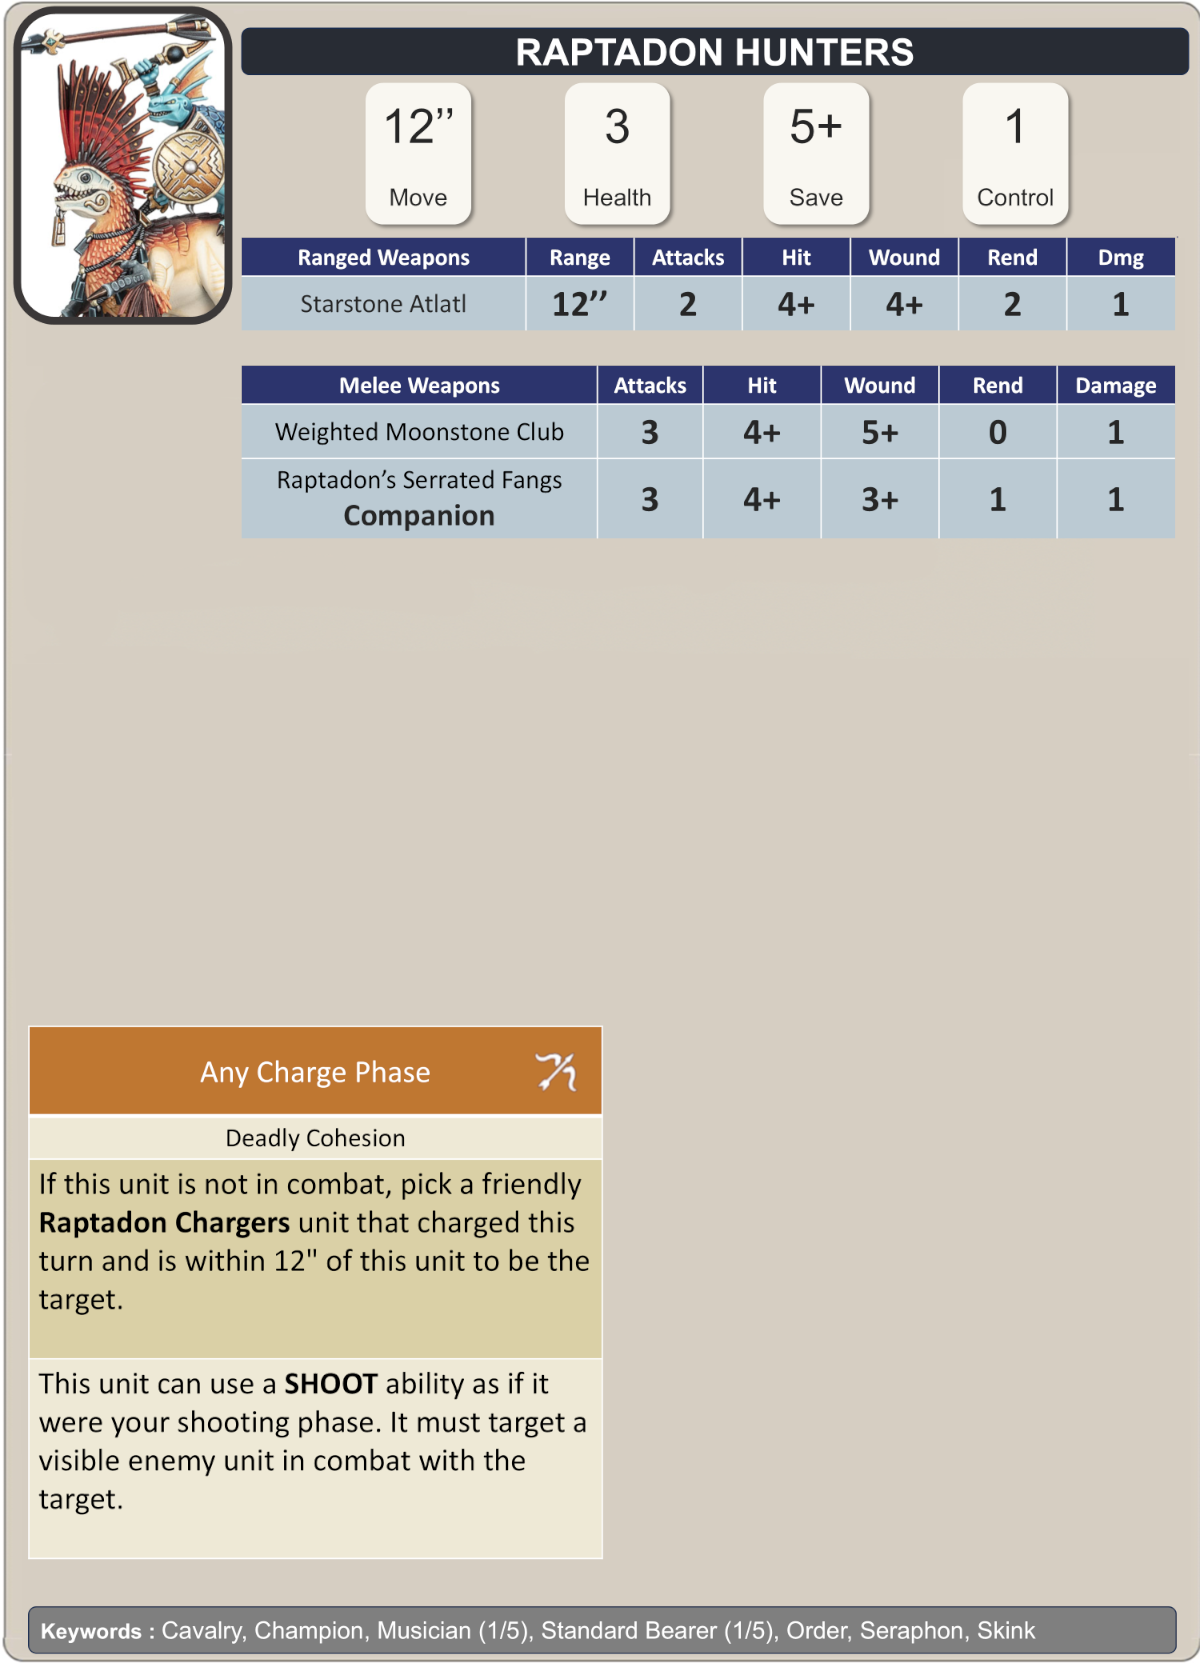 RAPTADON HUNTERS
12’’ 3 5+ 1
Move Health Save Control
Ranged Weapons Range Attacks Hit Wound Rend Dmg
Starstone Atlatl 12’’ 2 4+ 4+ 2 1
Melee Weapons Attacks Hit Wound Rend Damage
Weighted Moonstone Club 3 4+ 5+ 0 1
Raptadon’s Serrated Fangs
Companion 3 4+ 3+ 1 1
Any Charge Phase
Deadly Cohesion
If this unit is not in combat, pick a friendly
Raptadon Chargers unit that charged this
turn and is within 12" of this unit to be the
target.
This unit can use a SHOOT ability as if it
were your shooting phase. It must target a
visible enemy unit in combat with the
target.
Keywords : Cavalry, Champion, Musician (1/5), Standard Bearer (1/5), Order, Seraphon, Skink